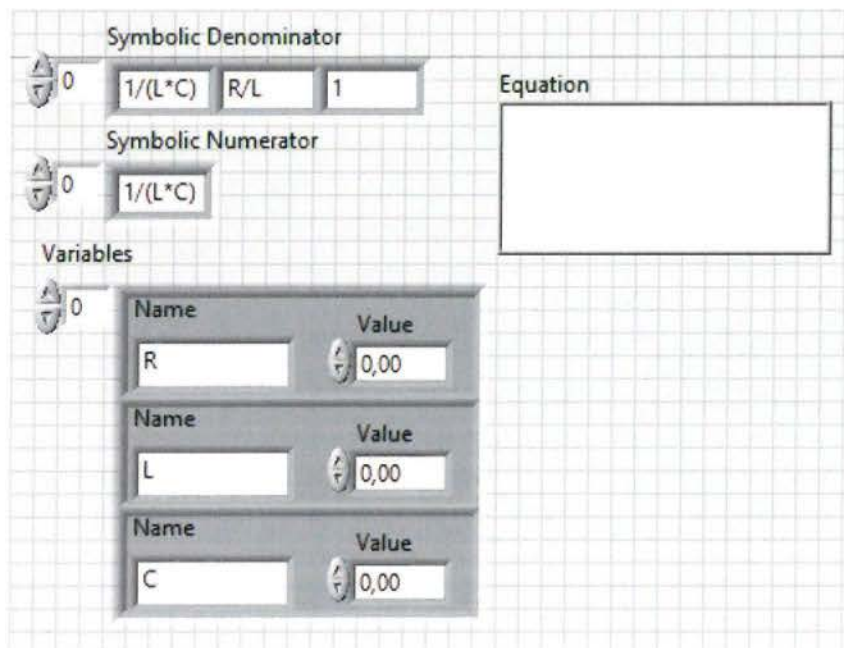 Symbolic Denominator
0 1/(L*C) R/L 1
Equation
Symbolic Numerator
0 1/(L*C)
Variables
0
Name Value
R 0,00
Name Value
L 0,00
Name Value
C 0,00